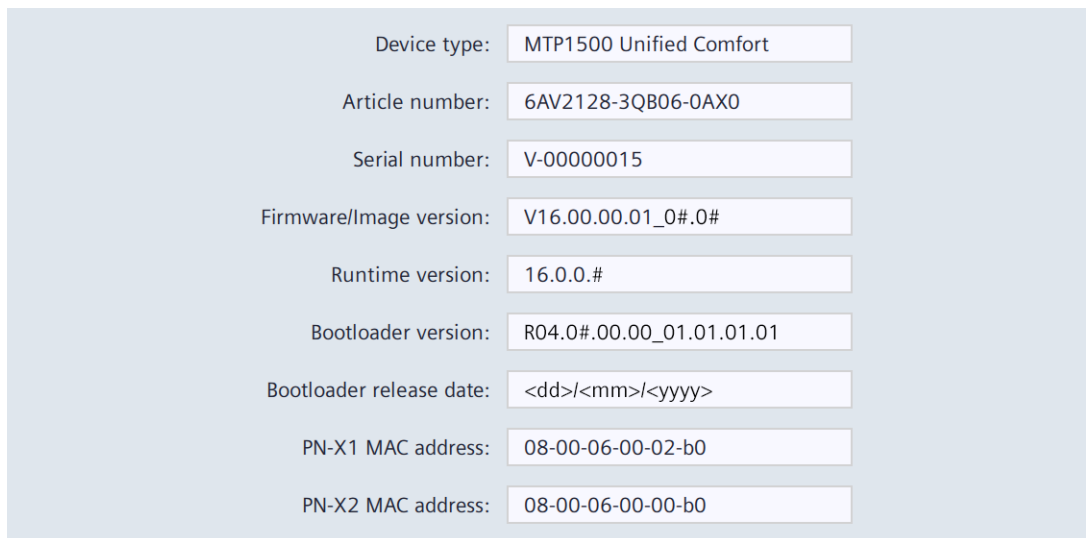 Device type: MTP1500 Unified Comfort
Article number: 6AV2128-3QB06-0AX0
Serial number: V-00000015
Firmware/Image version: V16.00.00.01_0#.0#
Runtime version: 16.0.0.#
Bootloader version: R04.0#.00.00_01.01.01.01
Bootloader release date: <dd>/<mm>/<yyyy>
PN-X1 MAC address: 08-00-06-00-02-b0
PN-X2 MAC address: 08-00-06-00-00-b0